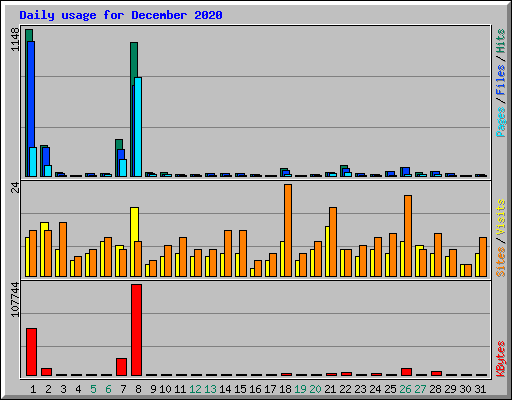 Daily usage for December 2020
1148
Pages / Files / Hits
24
Sites / Visits
107744
KBytes
1 2 3 4 5 6 7 8 9 10 11 12 13 14 15 16 17 18 19 20 21 22 23 24 25 26 27 28 29 30 31